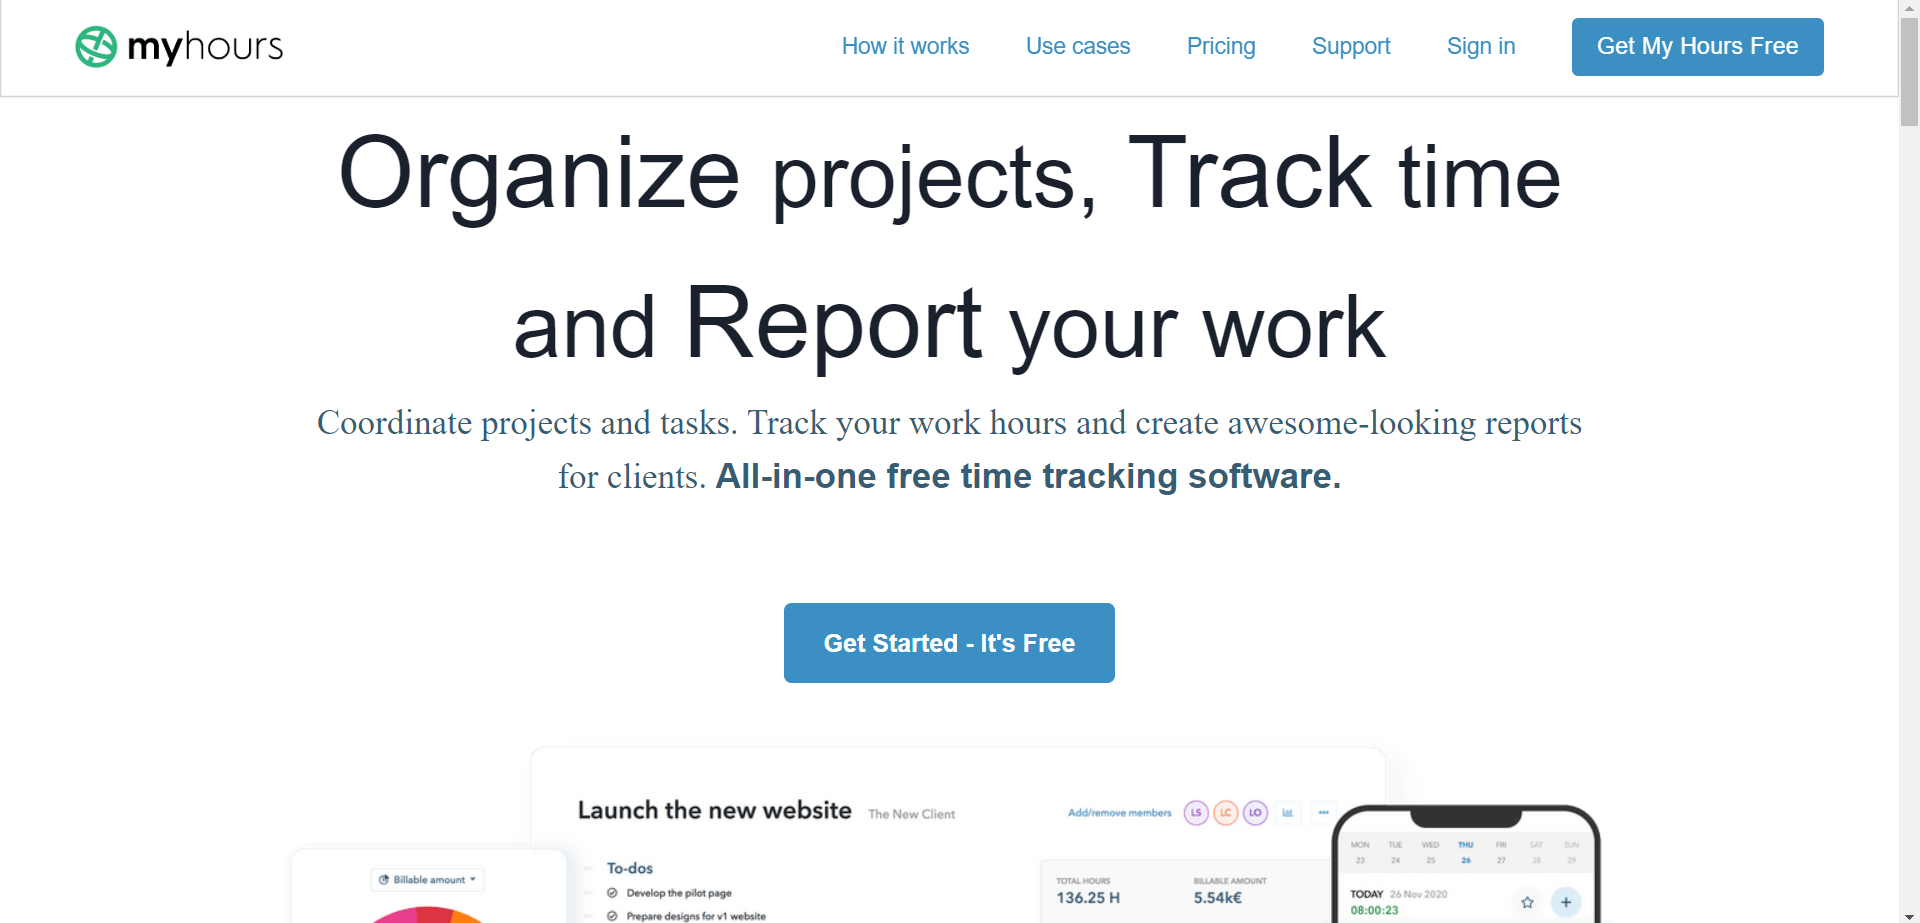 myhours
How it works Use cases Pricing Support Sign in Get My Hours Free
Organize projects, Track time
and Report your work
Coordinate projects and tasks. Track your work hours and create awesome-looking reports
for clients. All-in-one free time tracking software.
Get Started - It's Free
Launch the new website The New Client Add/remove members LS LC LO
Billable amount
To-dos
Develop the pilot page
Prepare designs for v1 website
TOTAL HOURS BILLABLE AMOUNT
136.25 H 5.54k€
MON TUE WED THU FRI SAT SUN
23 24 25 26 27 28 29
TODAY 26 Nov 2020
08:00:23